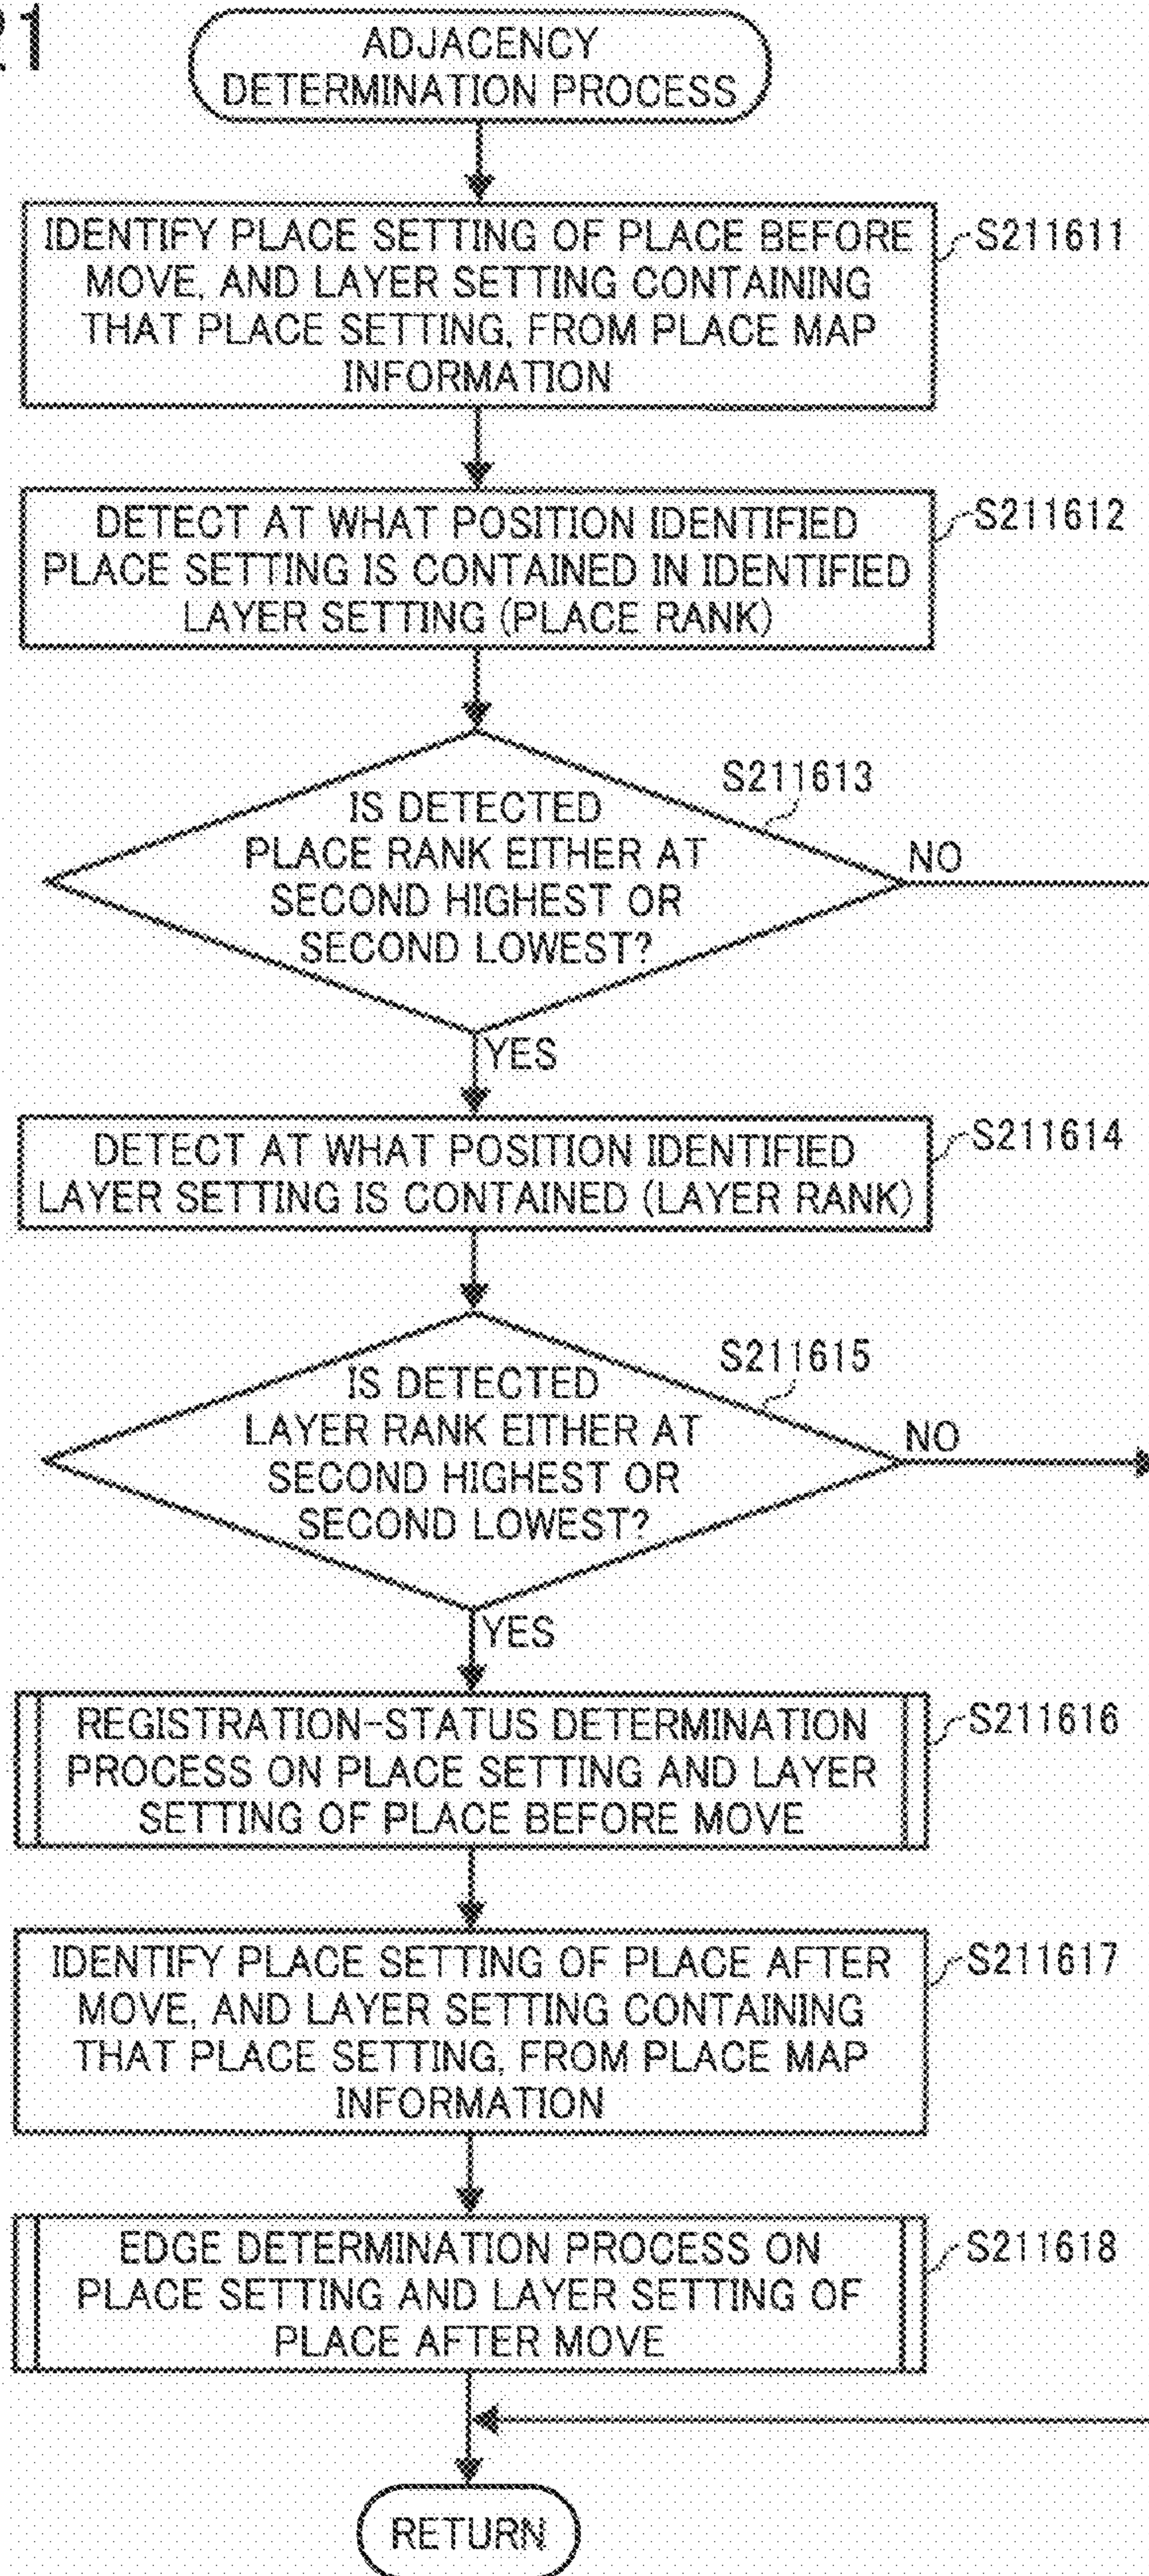 21
ADJACENCY
DETERMINATION PROCESS
IDENTIFY PLACE SETTING OF PLACE BEFORE
MOVE, AND LAYER SETTING CONTAINING
THAT PLACE SETTING, FROM PLACE MAP
INFORMATION
S211611
DETECT AT WHAT POSITION IDENTIFIED
PLACE SETTING IS CONTAINED IN IDENTIFIED
LAYER SETTING (PLACE RANK)
S211612
IS DETECTED
PLACE RANK EITHER AT
SECOND HIGHEST OR
SECOND LOWEST?
S211613
NO
YES
DETECT AT WHAT POSITION IDENTIFIED
LAYER SETTING IS CONTAINED (LAYER RANK)
S211614
IS DETECTED
LAYER RANK EITHER AT
SECOND HIGHEST OR
SECOND LOWEST?
S211615
NO
YES
REGISTRATION-STATUS DETERMINATION
PROCESS ON PLACE SETTING AND LAYER
SETTING OF PLACE BEFORE MOVE
S211616
IDENTIFY PLACE SETTING OF PLACE AFTER
MOVE, AND LAYER SETTING CONTAINING
THAT PLACE SETTING, FROM PLACE MAP
INFORMATION
S211617
EDGE DETERMINATION PROCESS ON
PLACE SETTING AND LAYER SETTING OF
PLACE AFTER MOVE
S211618
RETURN